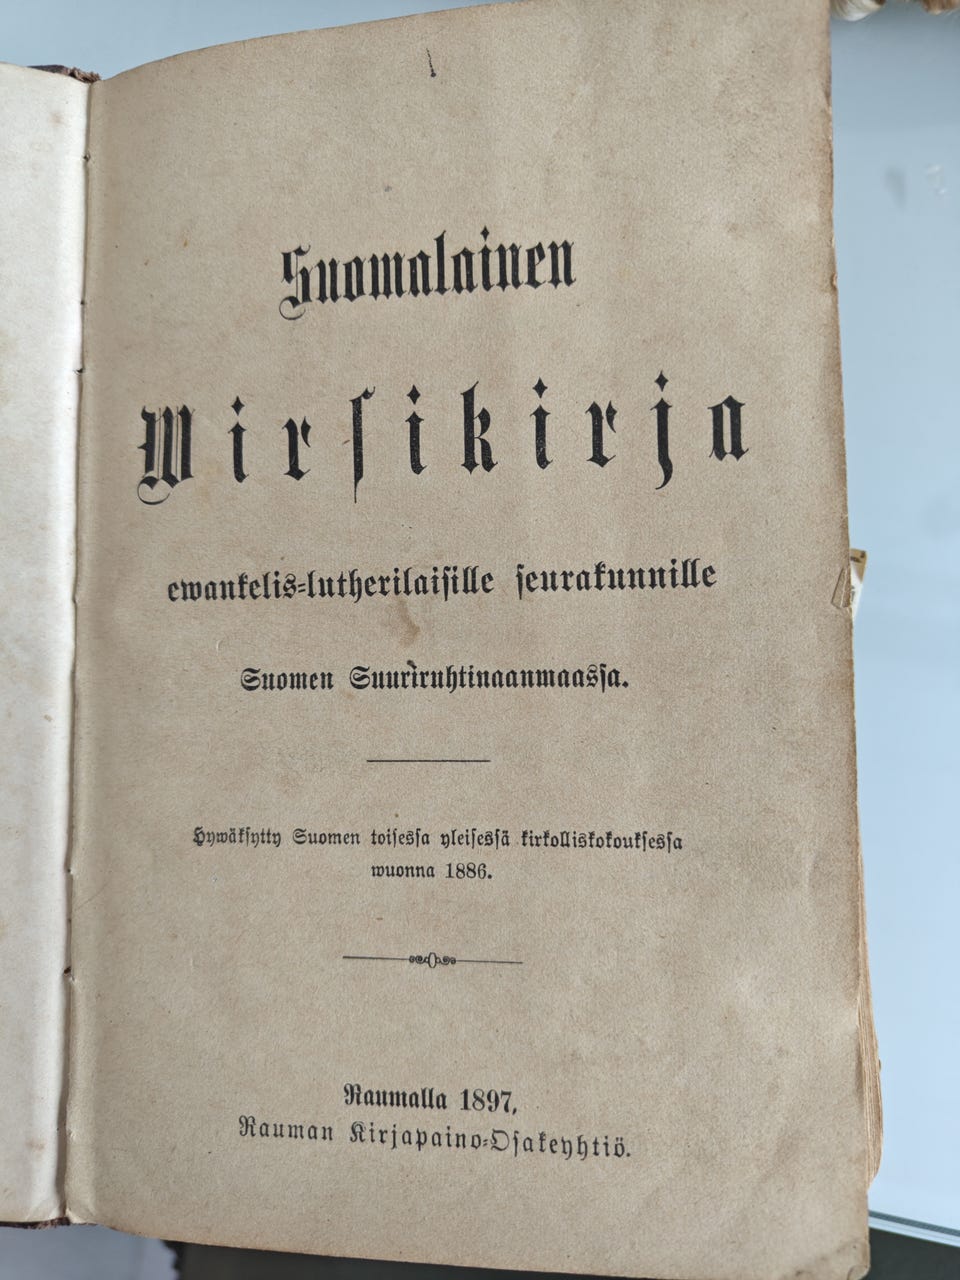 Suomalainen
Wirsikirja
ewankelis-lutherilaisille seurakunnille
Suomen Suuriruhtinaanmaassa.
Hywäksytty Suomen toisessa yleisessä kirkolliskokouksessa
wuonna 1886.
Raumalla 1897,
Rauman Kirjapaino-Osakeyhtiö.